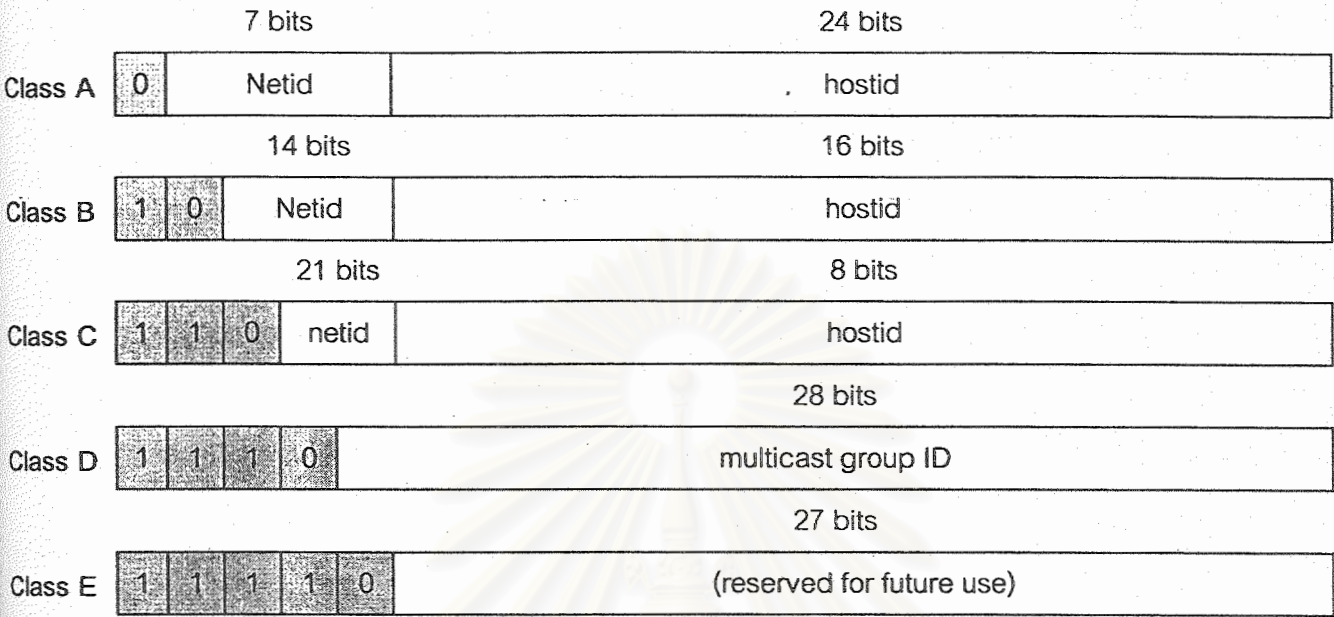 7 bits 24 bits
Class A 0 Netid hostid
14 bits 16 bits
Class B 1 0 Netid hostid
21 bits 8 bits
Class C 1 1 0 netid hostid
28 bits
Class D 1 1 1 0 multicast group ID
27 bits
Class E 1 1 1 1 0 (reserved for future use)